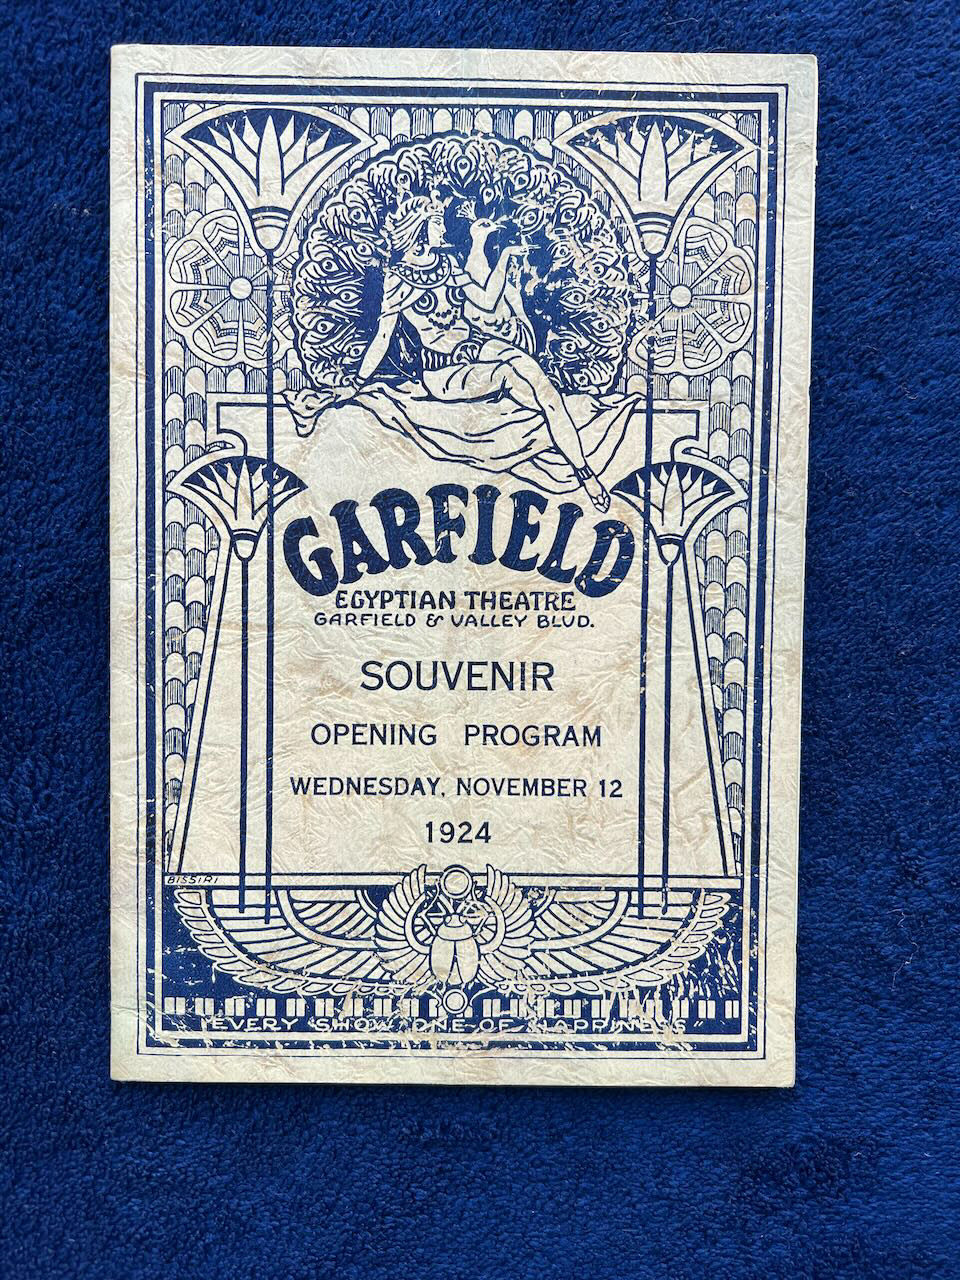 GARFIELD
EGYPTIAN THEATRE
GARFIELD & VALLEY BLVD.
SOUVENIR
OPENING PROGRAM
WEDNESDAY, NOVEMBER 12
1924
BISSIRI
"EVERY SHOW ONE OF HAPPINESS"